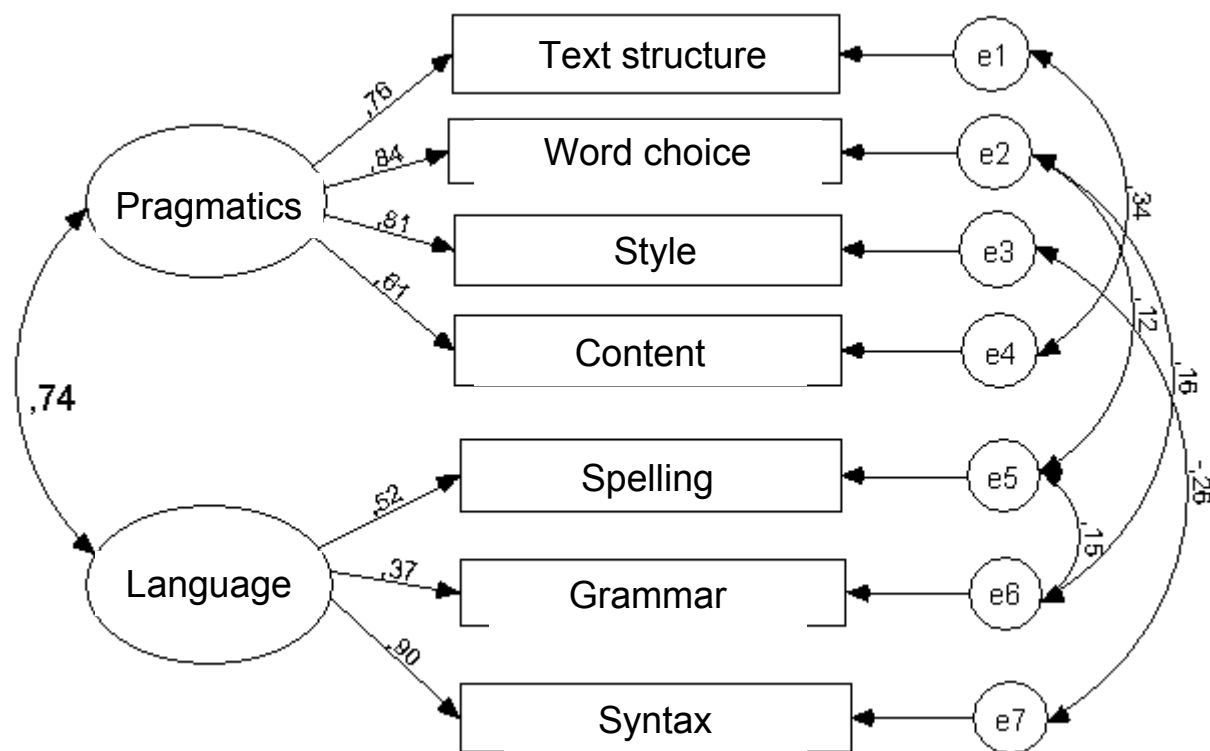 Text structure
e1
,76
Word choice
e2
,84
Pragmatics
,34
,81
Style
e3
,12
,61
Content
e4
,16
,74
Spelling
e5
-,26
,52
,15
Language
,37
Grammar
e6
,90
Syntax
e7